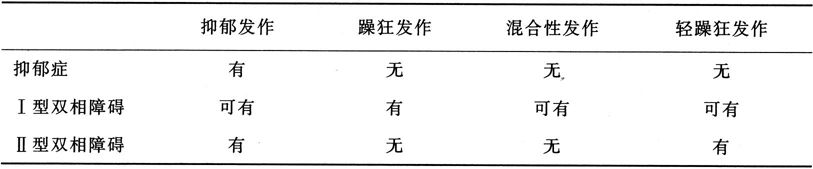 抑郁发作 躁狂发作 混合性发作 轻躁狂发作
抑郁症 有 无 无 无
Ⅰ型双相障碍 可有 有 可有 可有
Ⅱ型双相障碍 有 无 无 有